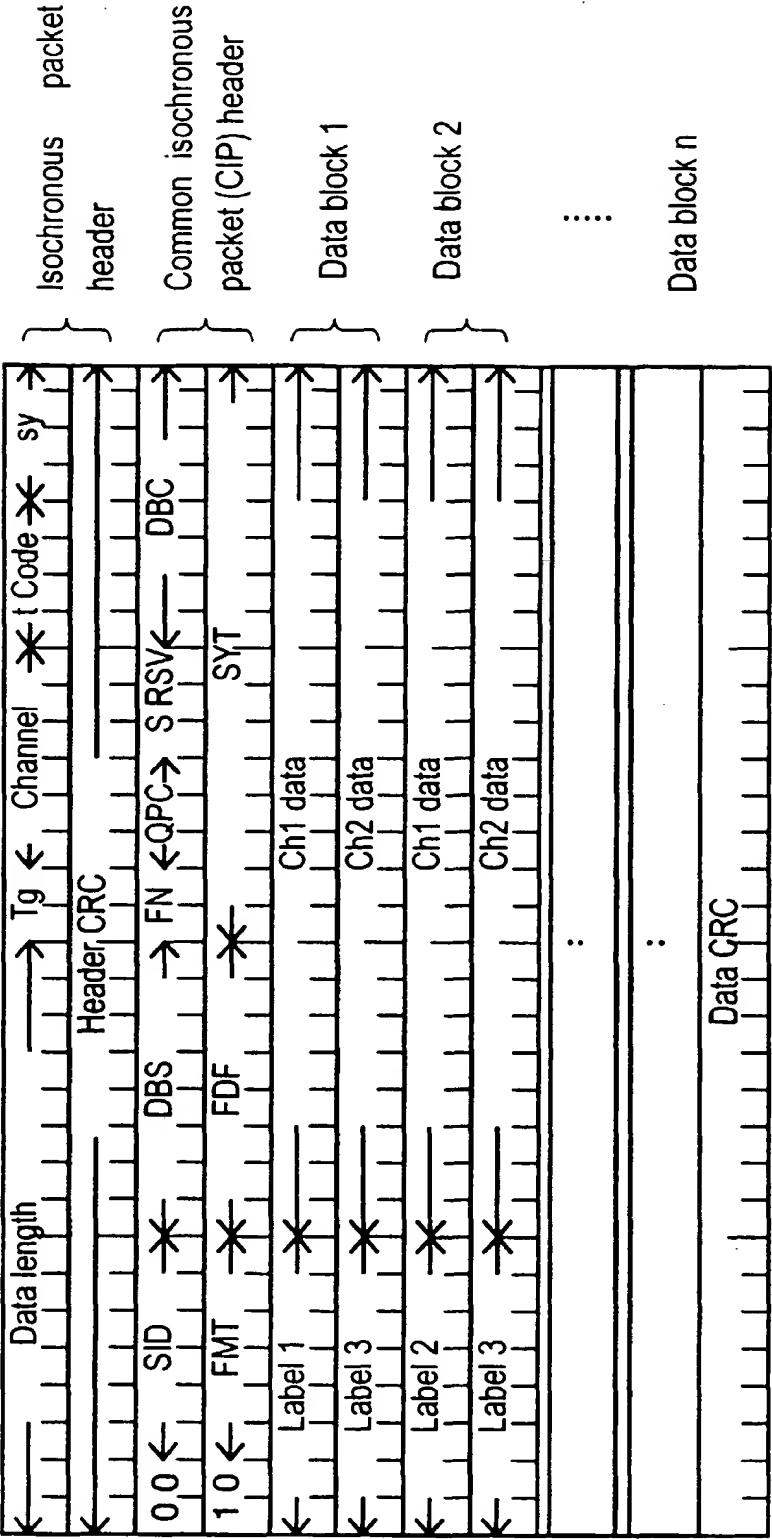 Data length Tg Channel t Code sy
Isochronous packet
header
Header CRC
0 0 SID DBS FN QPC S RSV DBC
Common isochronous
packet (CIP) header
1 0 FMT FDF SYT
Label 1 Ch1 data
Data block 1
Label 3 Ch2 data
Label 2 Ch1 data
Data block 2
Label 3 Ch2 data
:
.....
:
Data block n
Data CRC